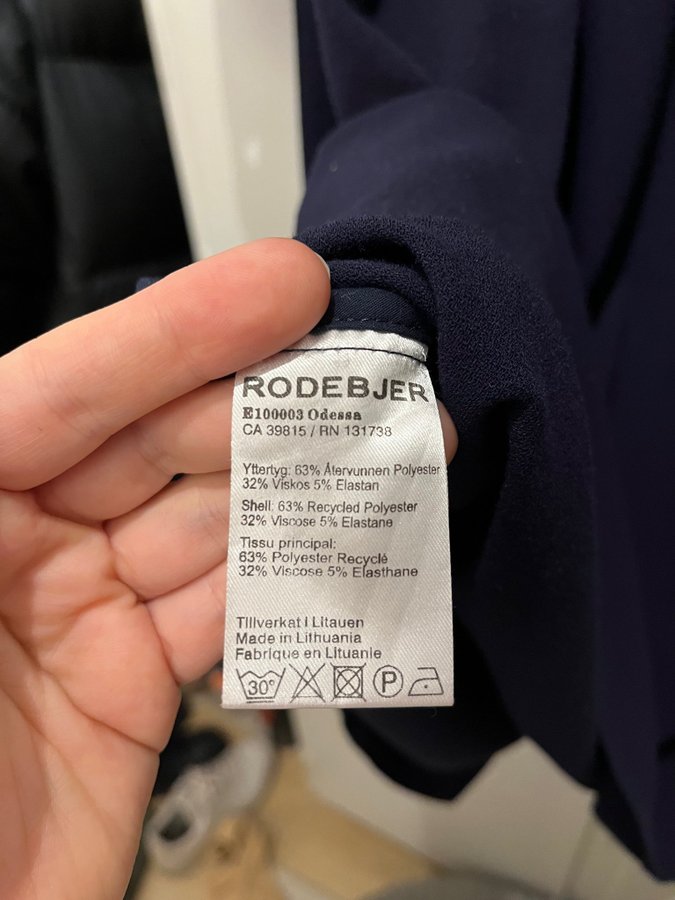 RODEBJER
E100003 Odessa
CA 39815 / RN 131738
Yttertyg: 63% Återvunnen Polyester
32% Viskos 5% Elastan
Shell: 63% Recycled Polyester
32% Viscose 5% Elastane
Tissu principal:
63% Polyester Recyclé
32% Viscose 5% Elasthane
Tillverkat i Litauen
Made in Lithuania
Fabrique en Lituanie
30° P